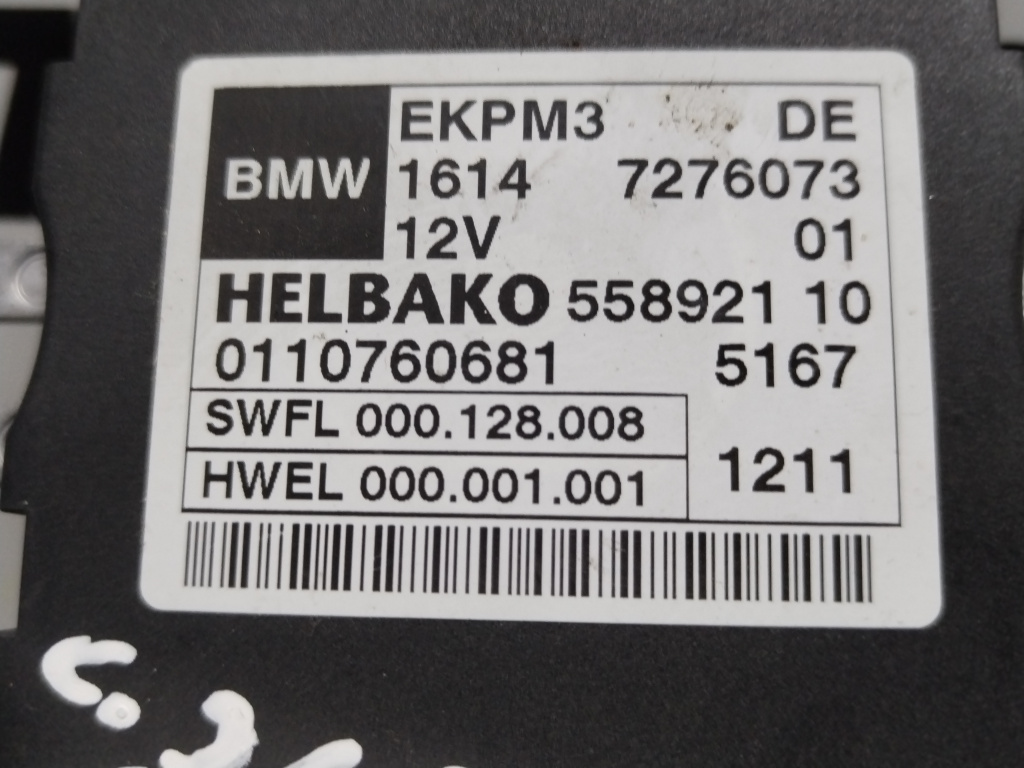 EKPM3 DE
BMW 1614 7276073
12V 01
HELBAKO 558921 10
0110760681 5167
SWFL 000.128.008
1211
HWEL 000.001.001